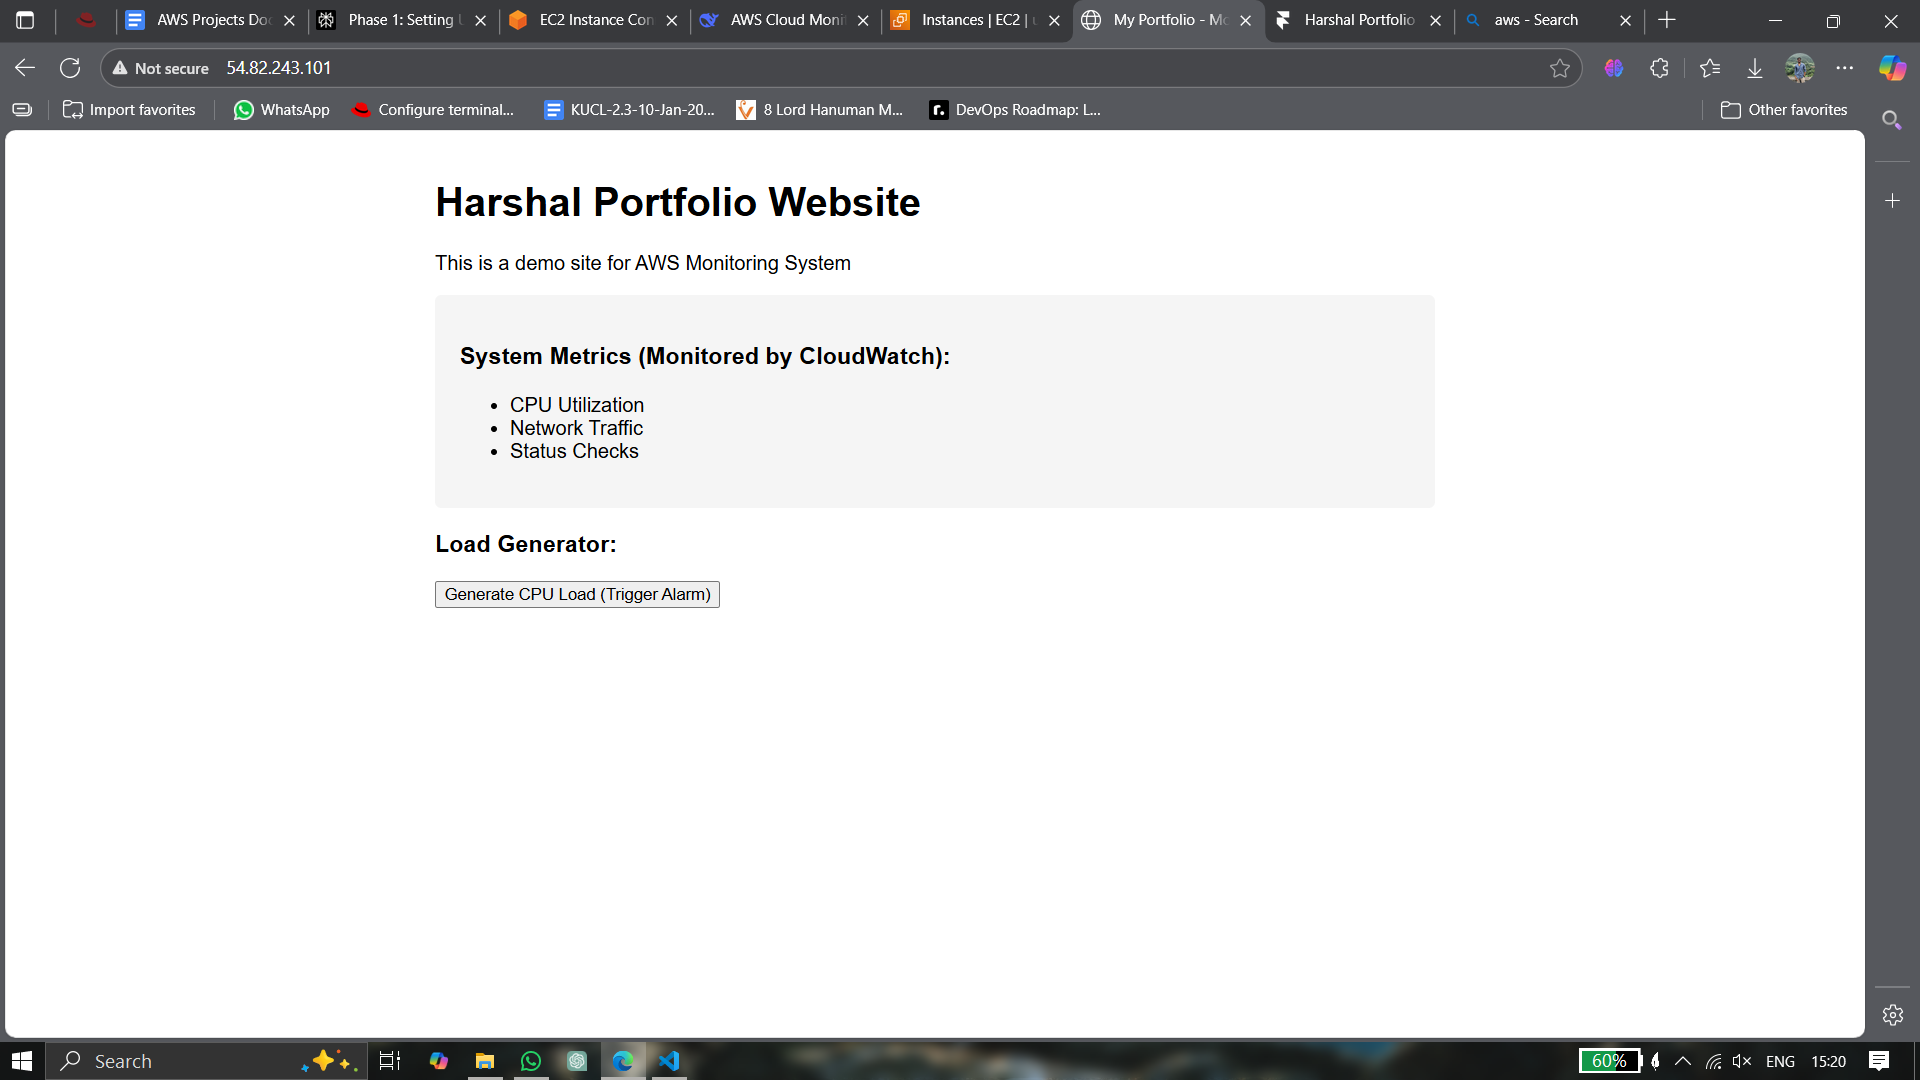 AWS Projects Doc
Phase 1: Setting U
EC2 Instance Con
AWS Cloud Monit
Instances | EC2 | u
My Portfolio - Mo
Harshal Portfolio
aws - Search
Not secure
54.82.243.101
Import favorites
WhatsApp
Configure terminal...
KUCL-2.3-10-Jan-20...
8 Lord Hanuman M...
DevOps Roadmap: L...
Other favorites
Harshal Portfolio Website
This is a demo site for AWS Monitoring System
System Metrics (Monitored by CloudWatch):
• CPU Utilization
• Network Traffic
• Status Checks
Load Generator:
Generate CPU Load (Trigger Alarm)
Search
60%
ENG
15:20